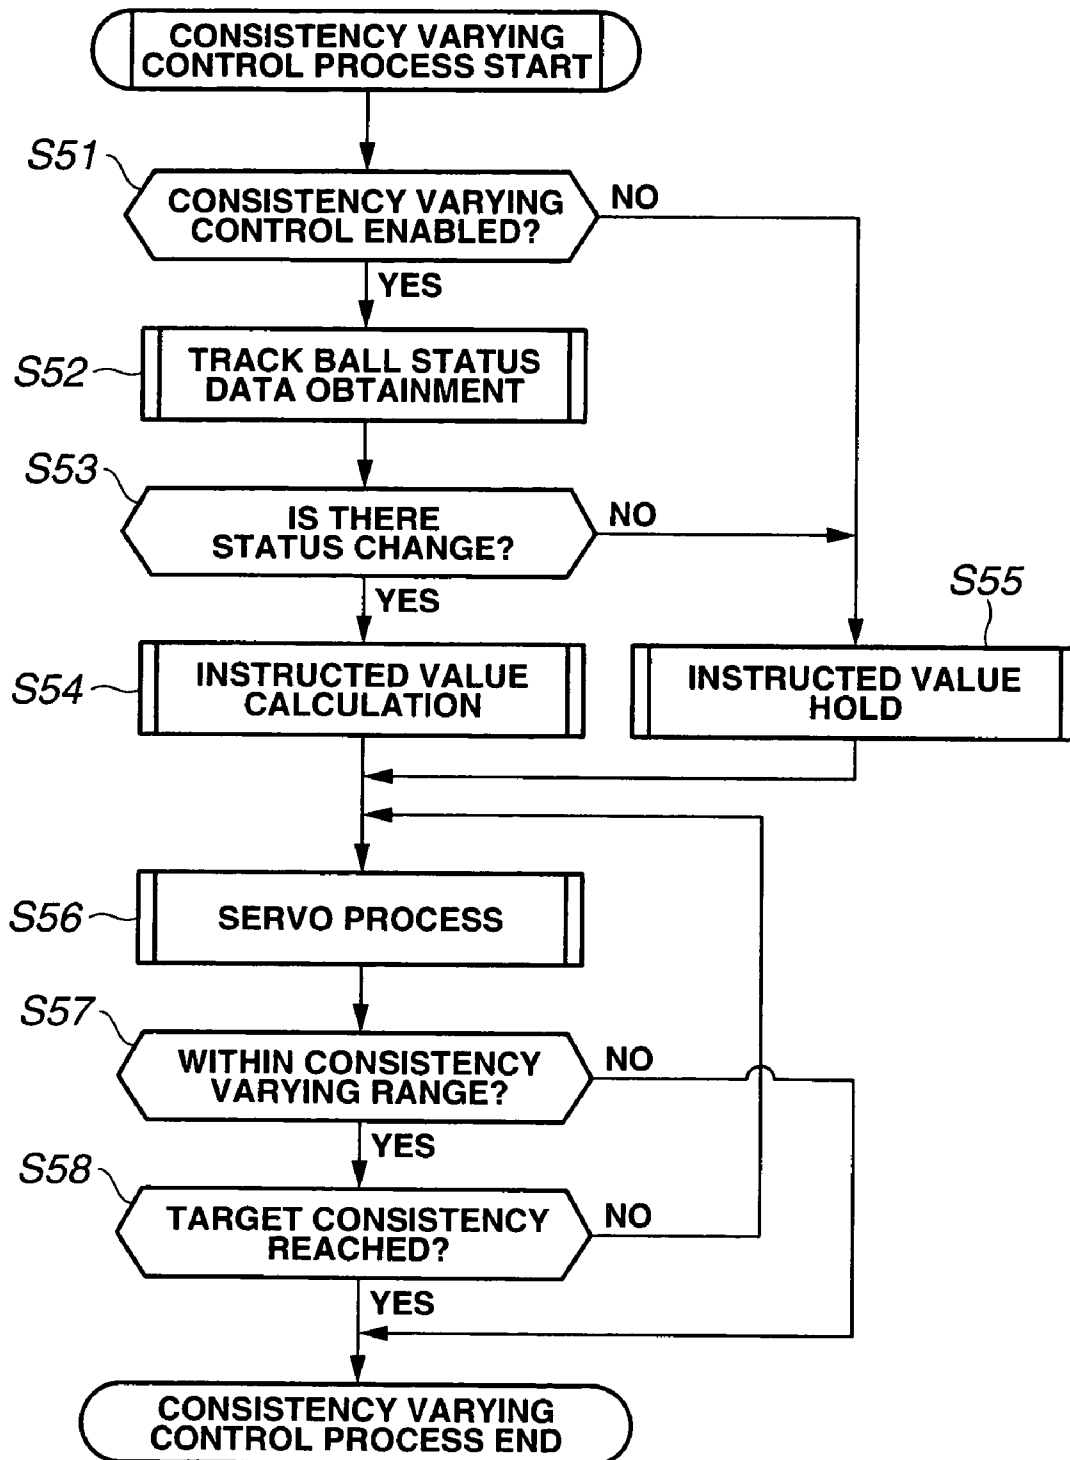 CONSISTENCY VARYING
CONTROL PROCESS START
S51
CONSISTENCY VARYING
CONTROL ENABLED?
NO
YES
S52
TRACK BALL STATUS
DATA OBTAINMENT
S53
IS THERE
STATUS CHANGE?
NO
YES
S54
INSTRUCTED VALUE
CALCULATION
S55
INSTRUCTED VALUE
HOLD
S56
SERVO PROCESS
S57
WITHIN CONSISTENCY
VARYING RANGE?
NO
YES
S58
TARGET CONSISTENCY
REACHED?
NO
YES
CONSISTENCY VARYING
CONTROL PROCESS END